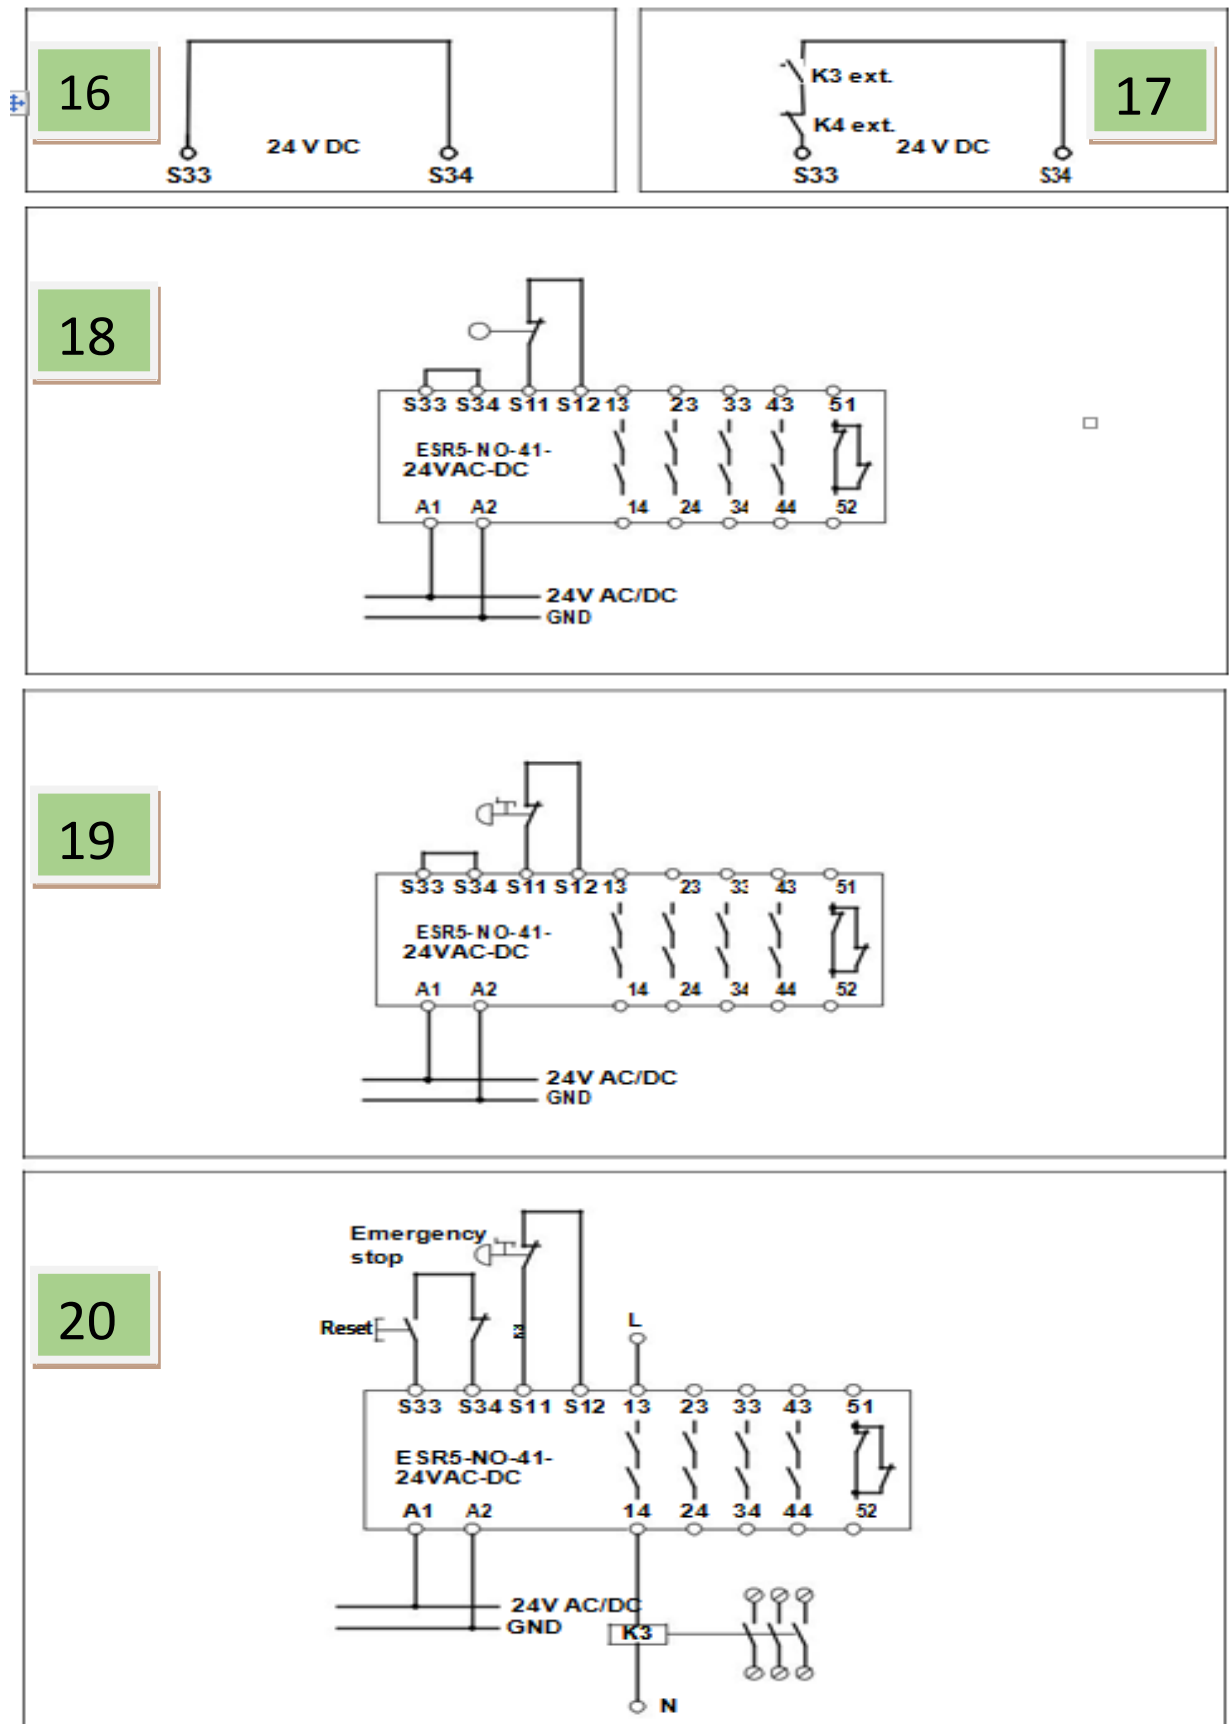 16
24 V DC
S33
S34
17
K3 ext.
K4 ext.
24 V DC
S33
S34
18
S33 S34 S11 S12 13 23 33 43 51
ESR5-NO-41-
24VAC-DC
A1 A2 14 24 34 44 52
24V AC/DC
GND
19
S33 S34 S11 S12 13 23 33 43 51
ESR5-NO-41-
24VAC-DC
A1 A2 14 24 34 44 52
24V AC/DC
GND
20
Emergency
stop
Reset
K3
L
S33 S34 S11 S12 13 23 33 43 51
ESR5-NO-41-
24VAC-DC
A1 A2 14 24 34 44 52
24V AC/DC
GND
K3
N